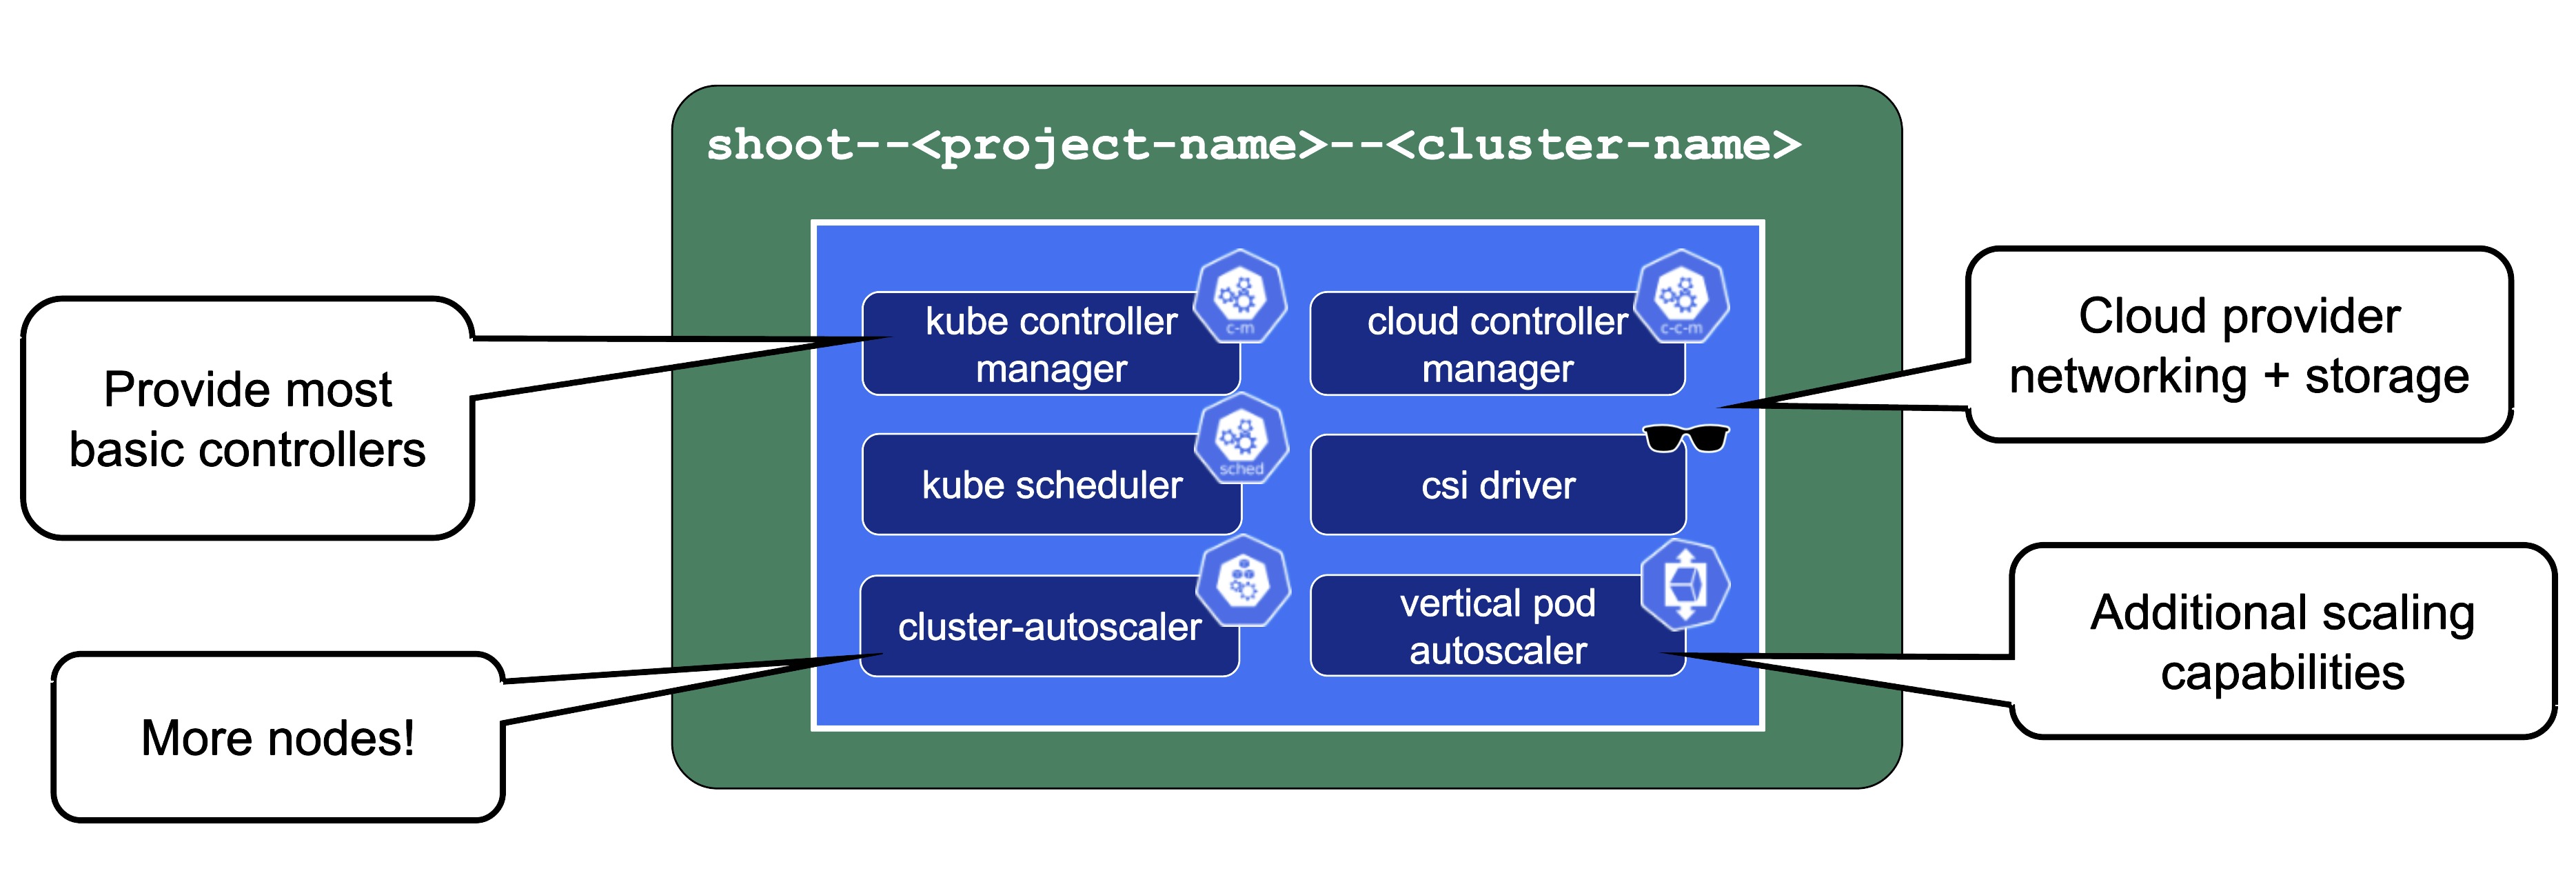 shoot--<project-name>--<cluster-name>
Provide most
basic controllers
More nodes!
kube controller
manager
c-m
cloud controller
manager
c-c-m
kube scheduler
sched
csi driver
cluster-autoscaler
vertical pod
autoscaler
Cloud provider
networking + storage
Additional scaling
capabilities